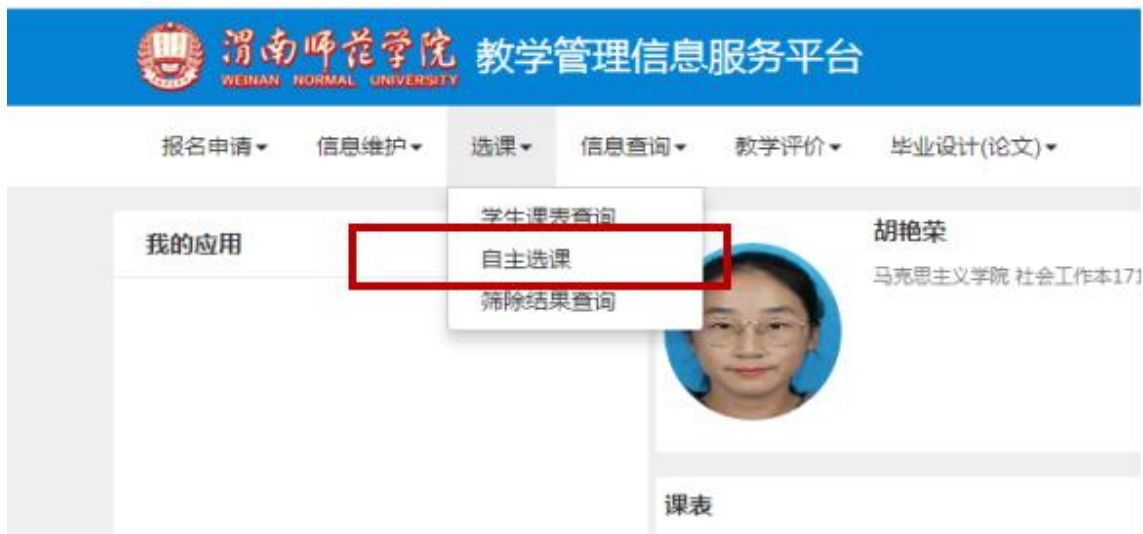 渭南师范学院 教学管理信息服务平台
WEINAN NORMAL UNIVERSITY
报名申请 信息维护 选课 信息查询 教学评价 毕业设计(论文)
学生课表查询
自主选课
筛除结果查询
我的应用
胡艳荣
马克思主义学院 社会工作本171
课表